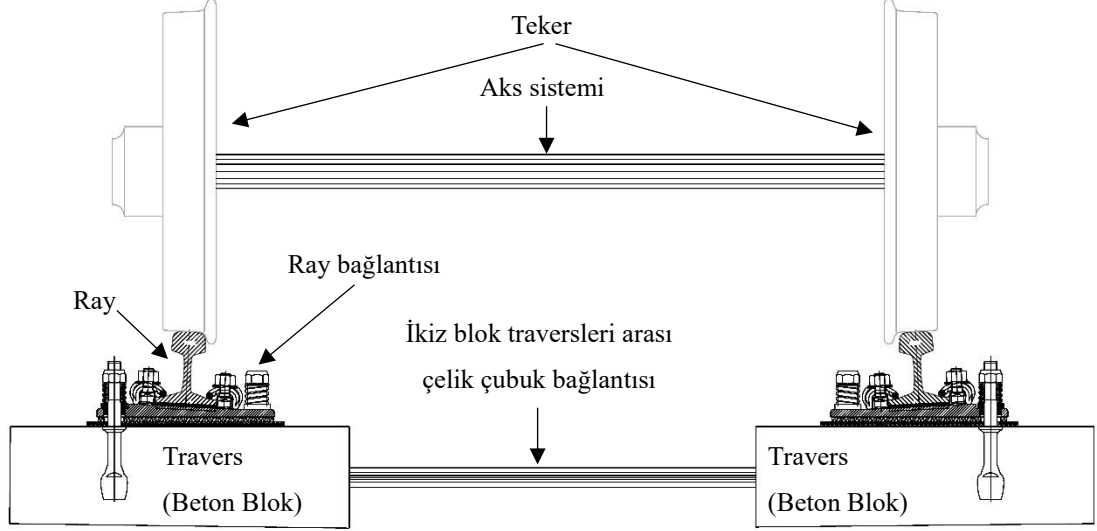 Teker
Aks sistemi
Ray bağlantısı
Ray
İkiz blok traversleri arası
çelik çubuk bağlantısı
Travers
(Beton Blok)
Travers
(Beton Blok)